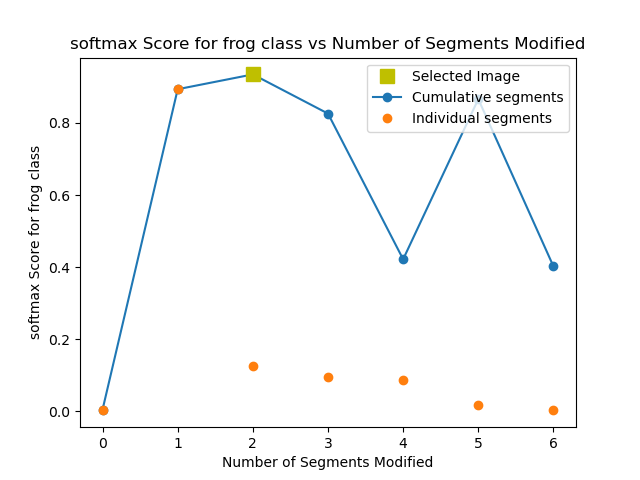 softmax Score for frog class vs Number of Segments Modified
Selected Image
Cumulative segments
Individual segments
softmax Score for frog class
0.8
0.6
0.4
0.2
0.0
0 1 2 3 4 5 6
Number of Segments Modified